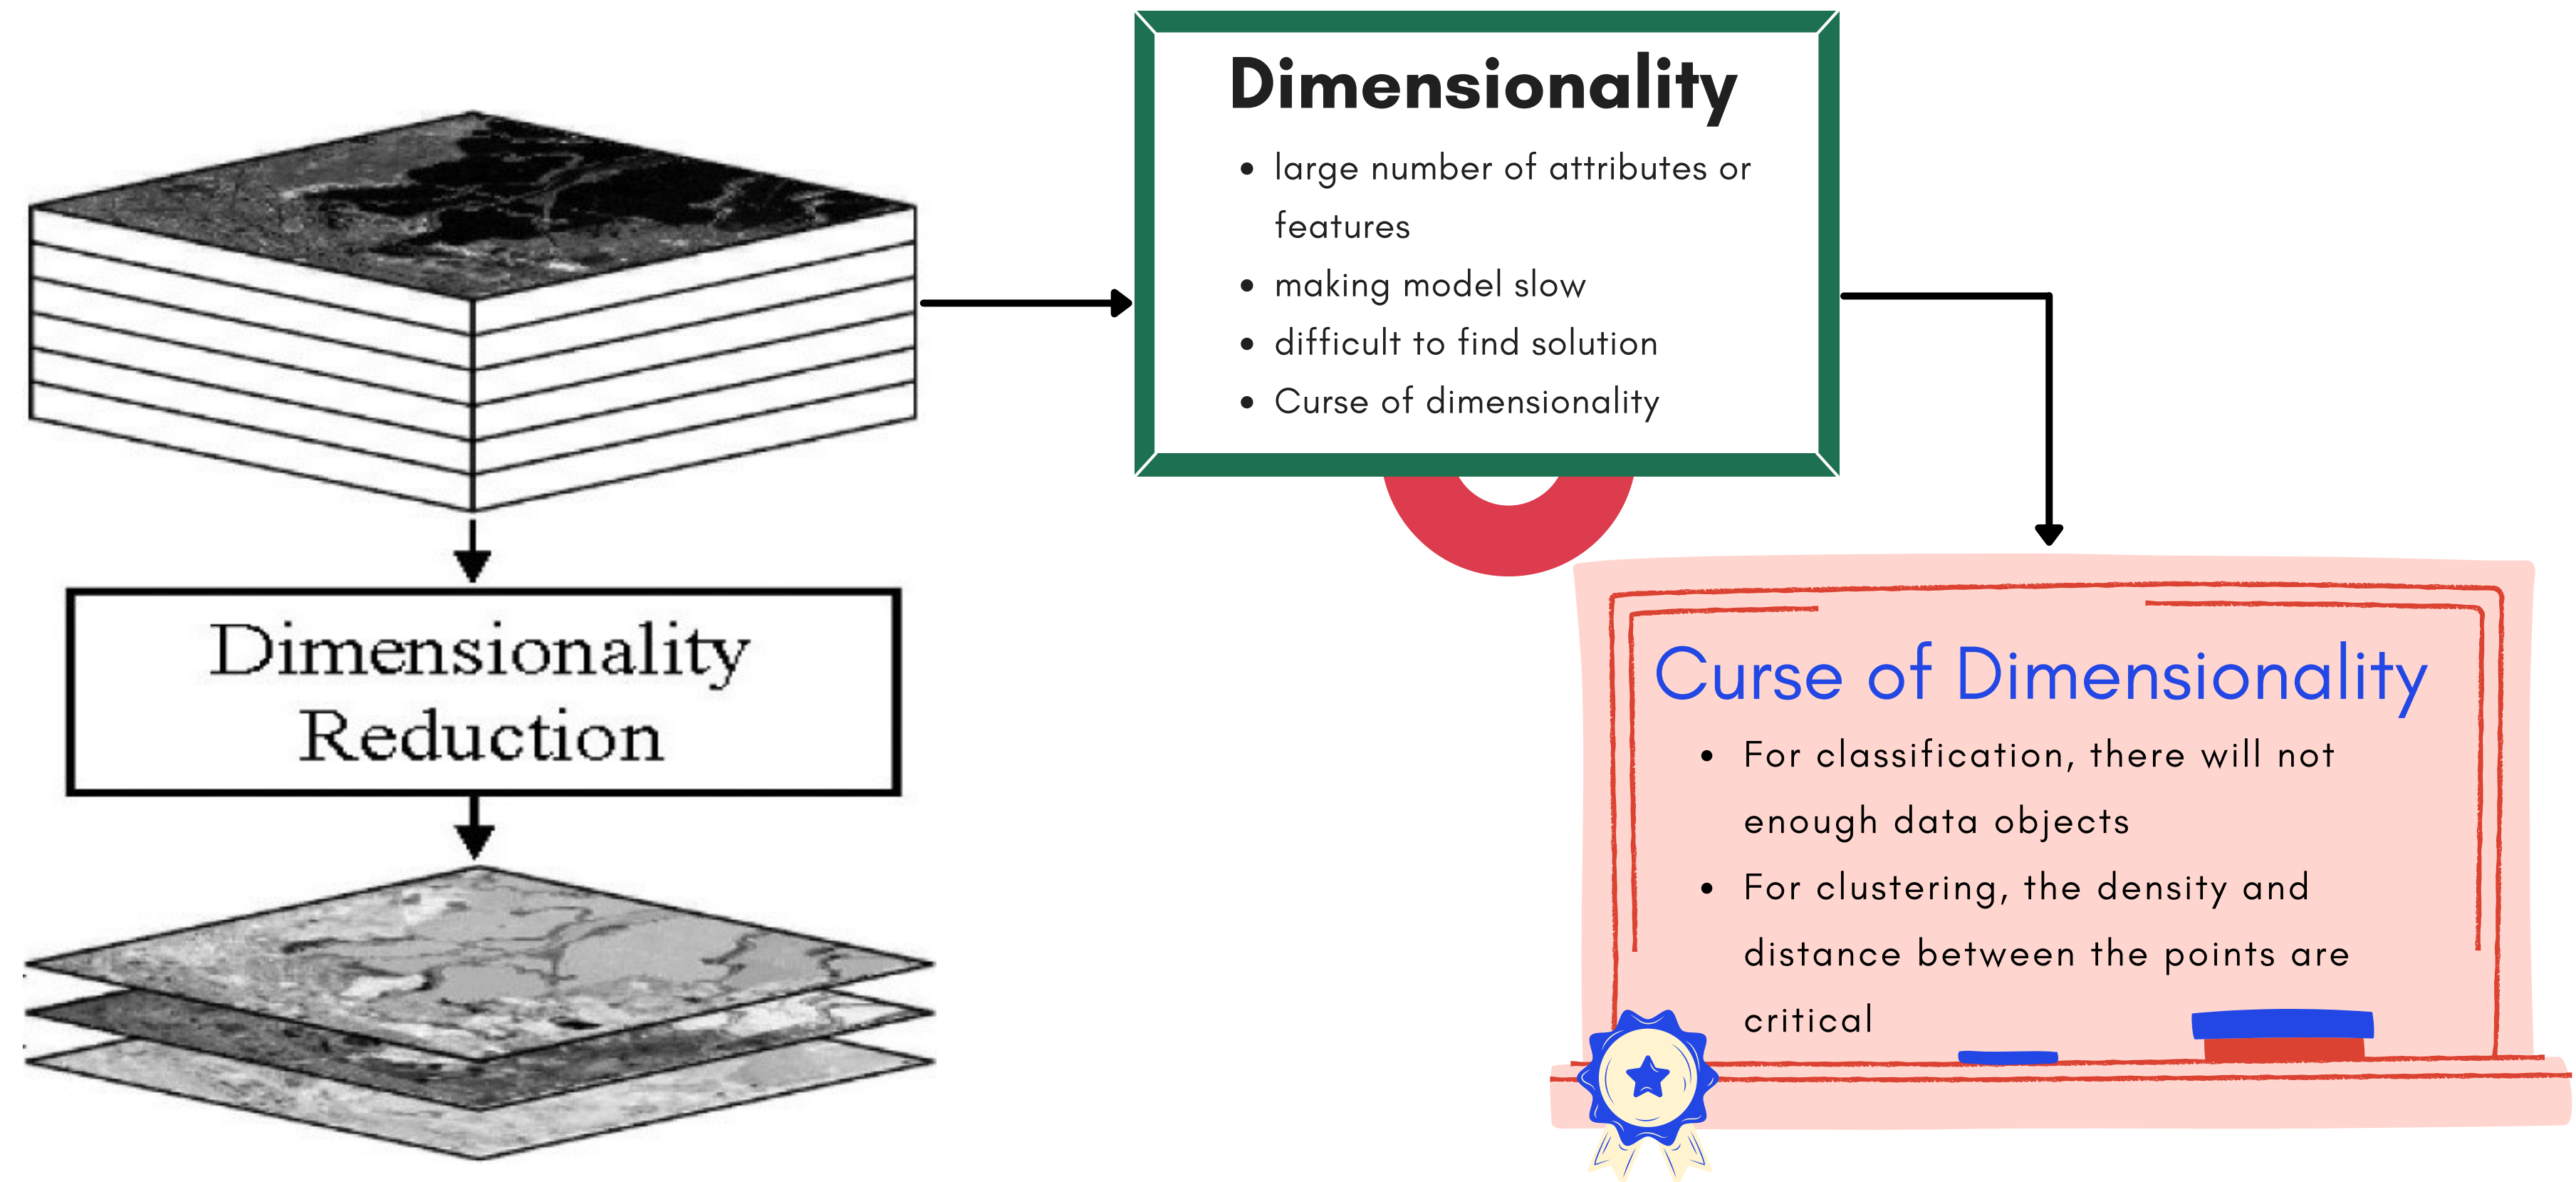 Dimensionality
• large number of attributes or
features
• making model slow
• difficult to find solution
• Curse of dimensionality
Dimensionality
Reduction
Curse of Dimensionality
• For classification, there will not
enough data objects
• For clustering, the density and
distance between the points are
critical